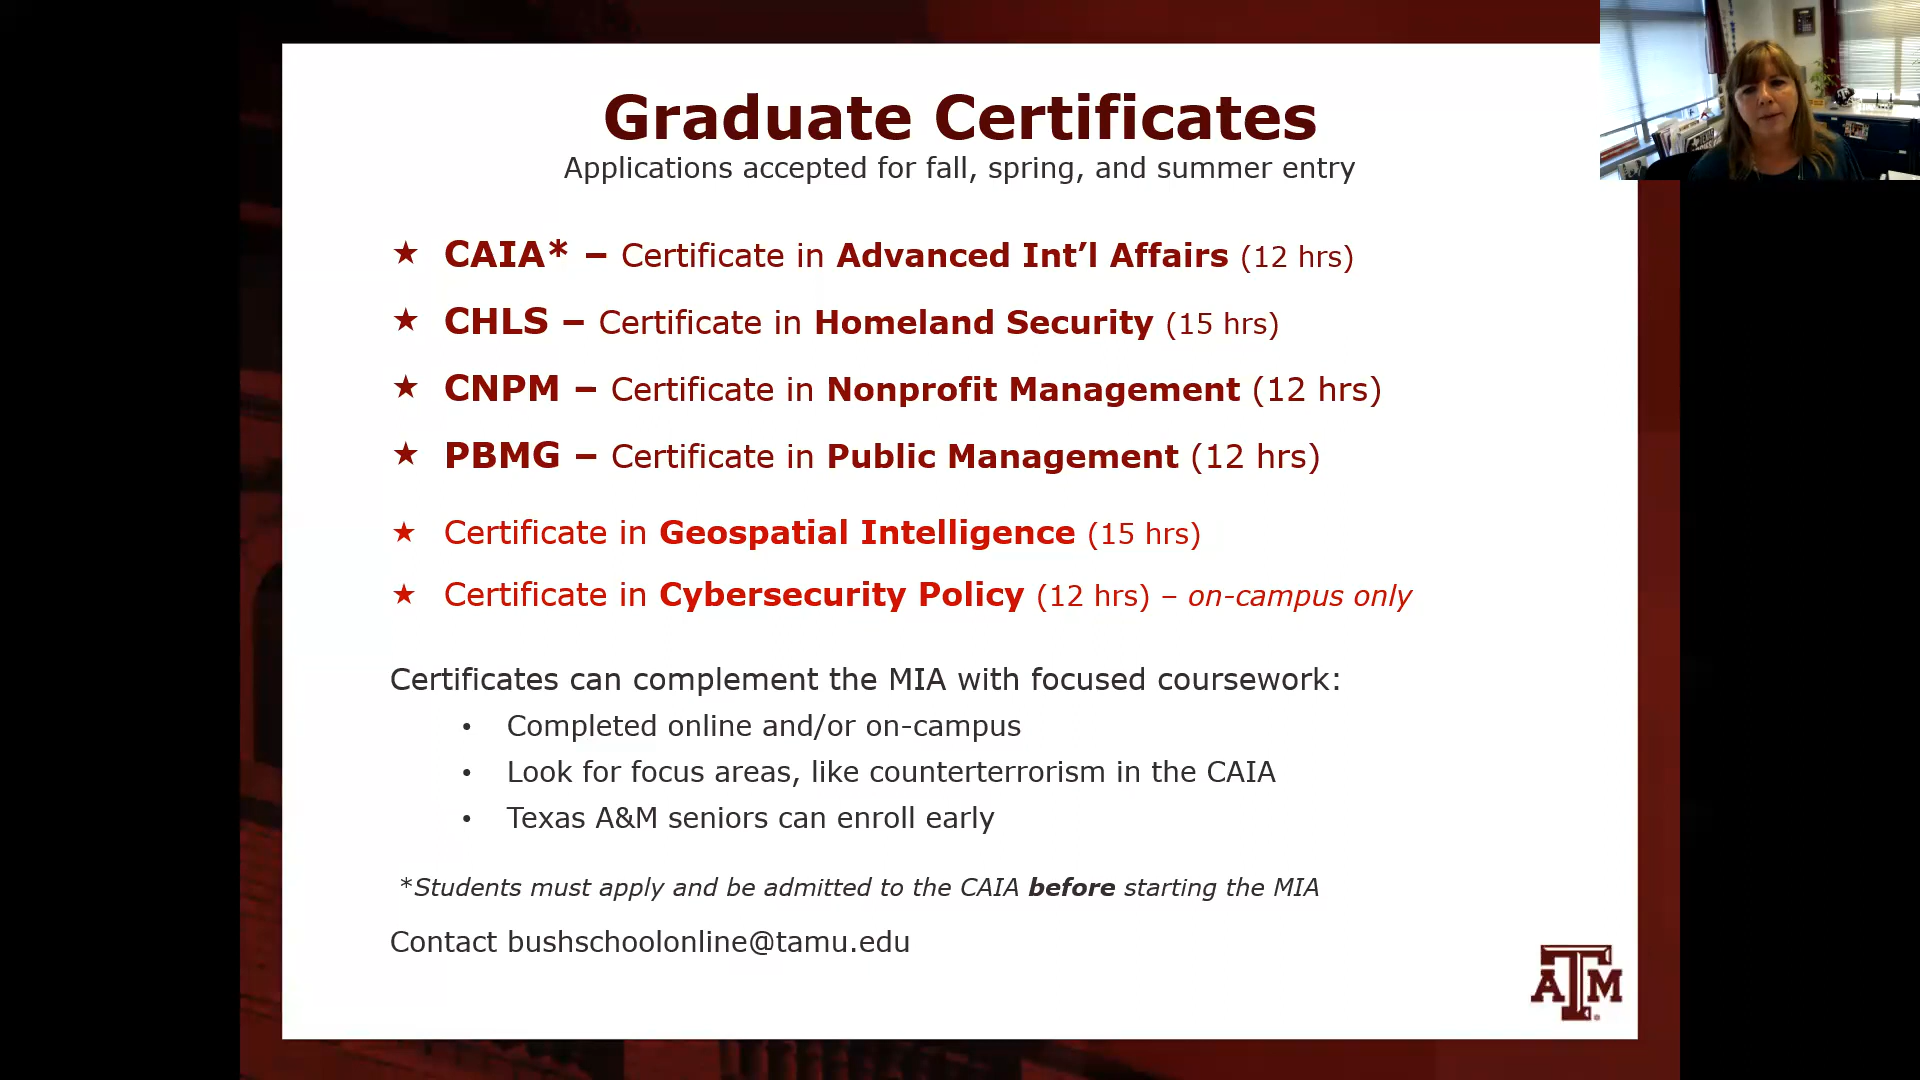 Graduate Certificates
Applications accepted for fall, spring, and summer entry
★ CAIA* – Certificate in Advanced Int’l Affairs (12 hrs)
★ CHLS – Certificate in Homeland Security (15 hrs)
★ CNPM – Certificate in Nonprofit Management (12 hrs)
★ PBMG – Certificate in Public Management (12 hrs)
★ Certificate in Geospatial Intelligence (15 hrs)
★ Certificate in Cybersecurity Policy (12 hrs) – on-campus only
Certificates can complement the MIA with focused coursework:
• Completed online and/or on-campus
• Look for focus areas, like counterterrorism in the CAIA
• Texas A&M seniors can enroll early
*Students must apply and be admitted to the CAIA before starting the MIA
Contact bushschoolonline@tamu.edu
ATM